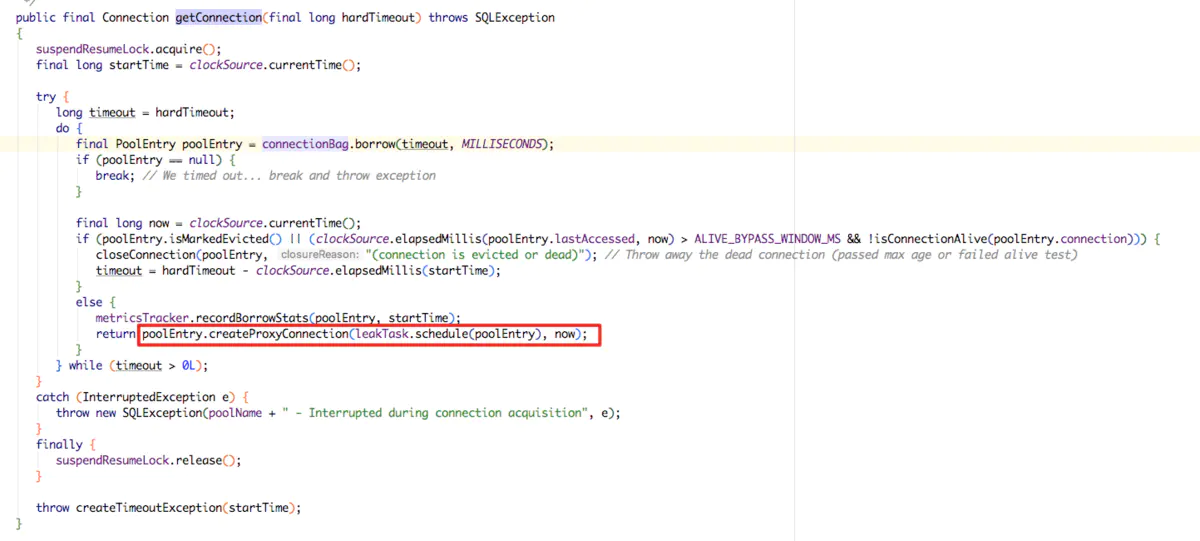 */
public final Connection getConnection(final long hardTimeout) throws SQLException
{
suspendResumeLock.acquire();
final long startTime = clockSource.currentTime();
try {
long timeout = hardTimeout;
do {
final PoolEntry poolEntry = connectionBag.borrow(timeout, MILLISECONDS);
if (poolEntry == null) {
break; // We timed out... break and throw exception
}
final long now = clockSource.currentTime();
if (poolEntry.isMarkedEvicted() || (clockSource.elapsedMillis(poolEntry.lastAccessed, now) > ALIVE_BYPASS_WINDOW_MS && !isConnectionAlive(poolEntry.connection))) {
closeConnection(poolEntry, closureReason: "(connection is evicted or dead)"); // Throw away the dead connection (passed max age or failed alive test)
timeout = hardTimeout - clockSource.elapsedMillis(startTime);
}
else {
metricsTracker.recordBorrowStats(poolEntry, startTime);
return poolEntry.createProxyConnection(leakTask.schedule(poolEntry), now);
}
} while (timeout > 0L);
}
catch (InterruptedException e) {
throw new SQLException(poolName + " - Interrupted during connection acquisition", e);
}
finally {
suspendResumeLock.release();
}
throw createTimeoutException(startTime);
}